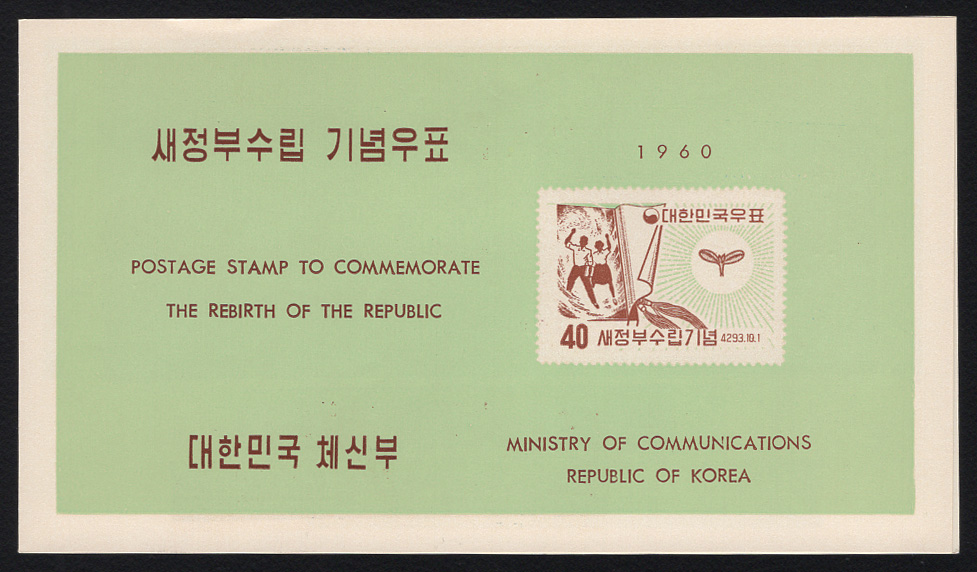 새정부수립 기념우표
1960
POSTAGE STAMP TO COMMEMORATE
THE REBIRTH OF THE REPUBLIC
대한민국우표
40 새정부수립기념 4293.10.1
대한민국 체신부
MINISTRY OF COMMUNICATIONS
REPUBLIC OF KOREA